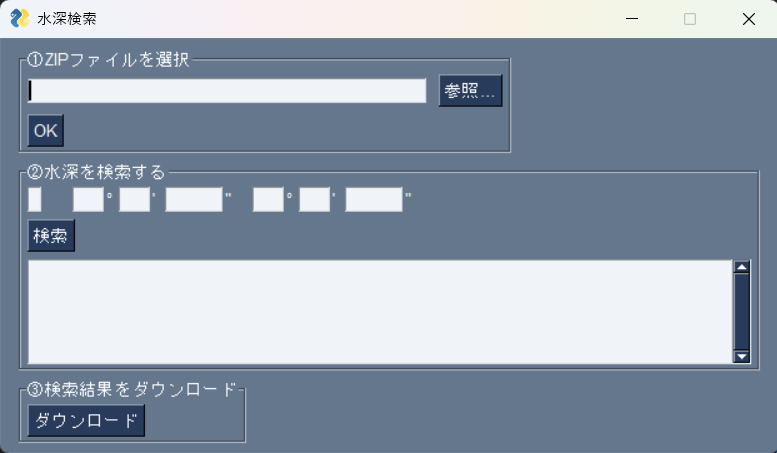 水深検索
①ZIPファイルを選択
参照...
OK
②水深を検索する
° ' " ° ' "
検索
③検索結果をダウンロード
ダウンロード